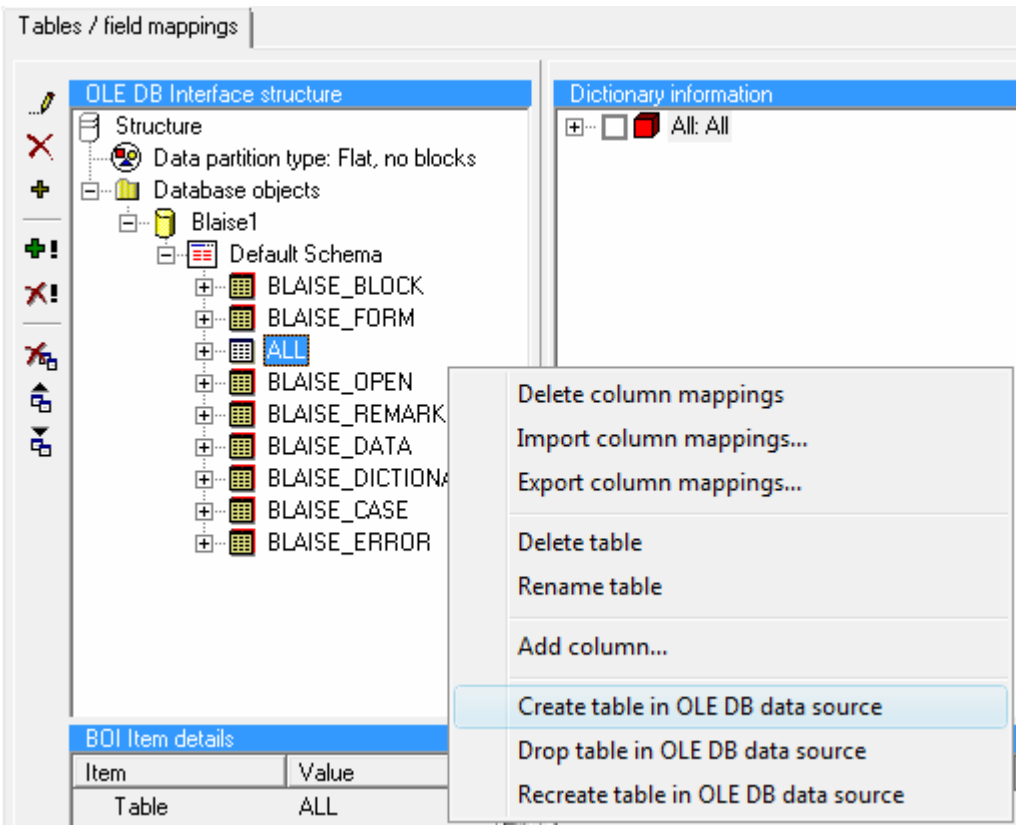 Tables / field mappings
OLE DB Interface structure
Dictionary information
Structure
All: All
Data partition type: Flat, no blocks
Database objects
Blaise1
Default Schema
BLAISE_BLOCK
BLAISE_FORM
ALL
BLAISE_OPEN
BLAISE_REMARK
BLAISE_DATA
BLAISE_DICTIONA
BLAISE_CASE
BLAISE_ERROR
Delete column mappings
Import column mappings...
Export column mappings...
Delete table
Rename table
Add column...
Create table in OLE DB data source
Drop table in OLE DB data source
Recreate table in OLE DB data source
BOI Item details
Item Value
Table ALL